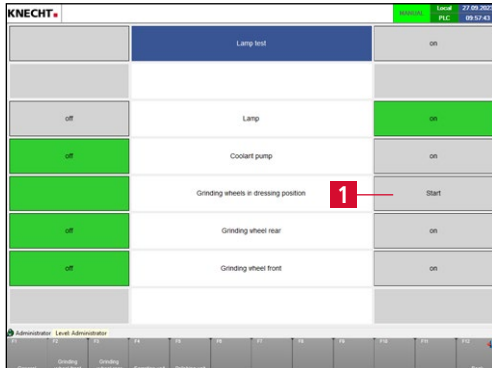 KNECHT
MANUAL
Local 27.09.202
PLC 09:57:43
Lamp test on
off Lamp on
off Coolant pump on
Grinding wheels in dressing position 1 Start
off Grinding wheel rear on
off Grinding wheel front on
Administrator Level: Administrator
F1 F2 F3 F4 F5 F6 F7 F8 F9 F10 F11 F12
Grinding Grinding